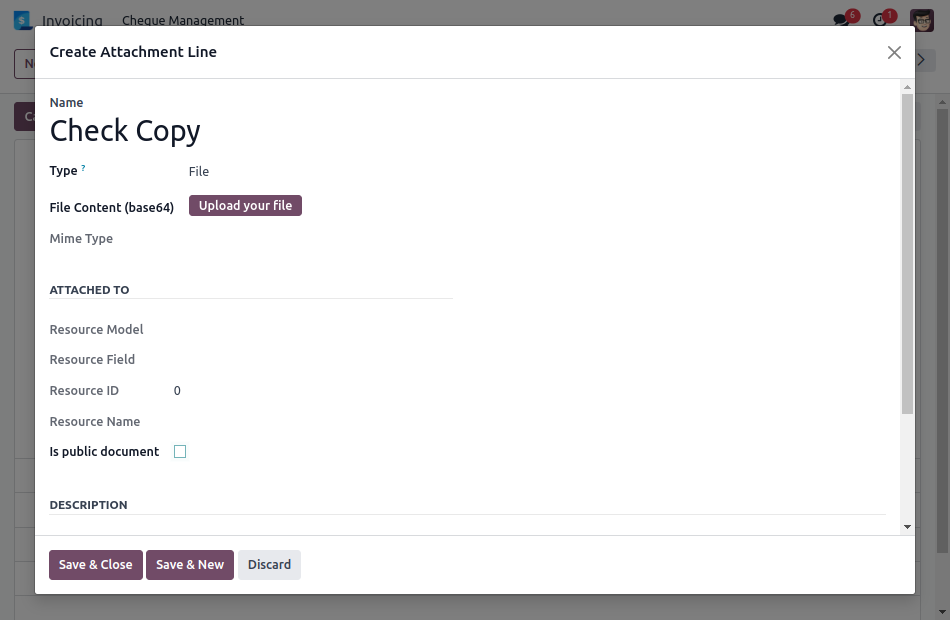 Invoicing Cheque Management 6 1
Create Attachment Line
Name
Check Copy
Type ? File
File Content (base64) Upload your file
Mime Type
ATTACHED TO
Resource Model
Resource Field
Resource ID 0
Resource Name
Is public document
DESCRIPTION
Save & Close Save & New Discard